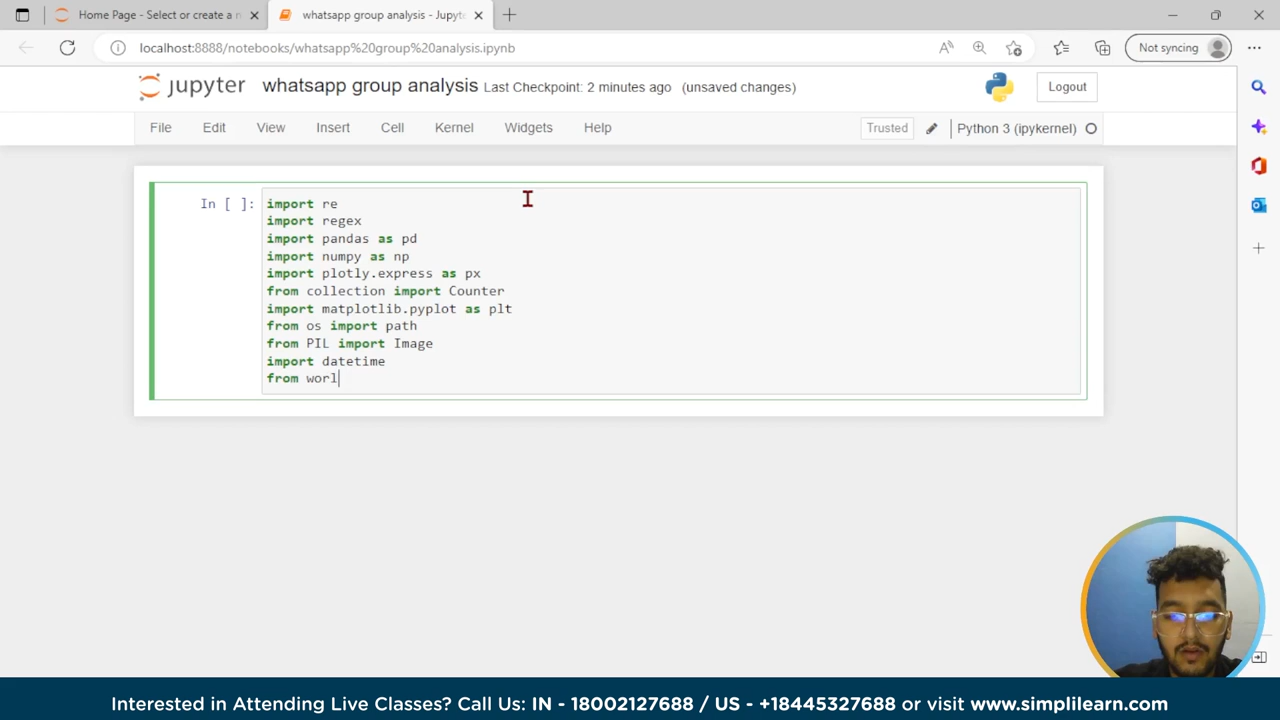 Home Page - Select or create a n
whatsapp group analysis - Jupyte
localhost:8888/notebooks/whatsapp%20group%20analysis.ipynb
Not syncing
jupyter whatsapp group analysis Last Checkpoint: 2 minutes ago (unsaved changes)
Logout
File Edit View Insert Cell Kernel Widgets Help
Trusted
Python 3 (ipykernel)
In [ ]:
import re
import regex
import pandas as pd
import numpy as np
import plotly.express as px
from collection import Counter
import matplotlib.pyplot as plt
from os import path
from PIL import Image
import datetime
from worl
Interested in Attending Live Classes? Call Us: IN - 18002127688 / US - +18445327688 or visit www.simplilearn.com